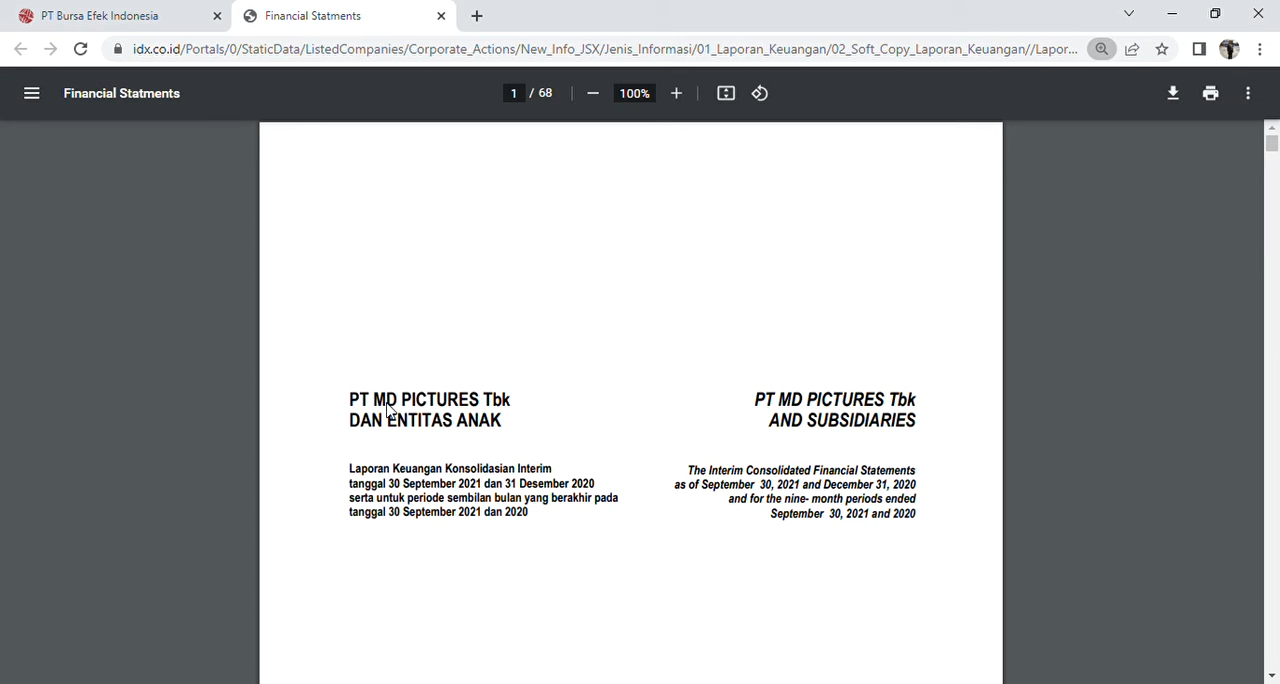 PT Bursa Efek Indonesia
Financial Statments
idx.co.id/Portals/0/StaticData/ListedCompanies/Corporate_Actions/New_Info_JSX/Jenis_Informasi/01_Laporan_Keuangan/02_Soft_Copy_Laporan_Keuangan//Lapor...
Financial Statments
1 / 68
100%
PT MD PICTURES Tbk
DAN ENTITAS ANAK
Laporan Keuangan Konsolidasian Interim
tanggal 30 September 2021 dan 31 Desember 2020
serta untuk periode sembilan bulan yang berakhir pada
tanggal 30 September 2021 dan 2020
PT MD PICTURES Tbk
AND SUBSIDIARIES
The Interim Consolidated Financial Statements
as of September 30, 2021 and December 31, 2020
and for the nine- month periods ended
September 30, 2021 and 2020